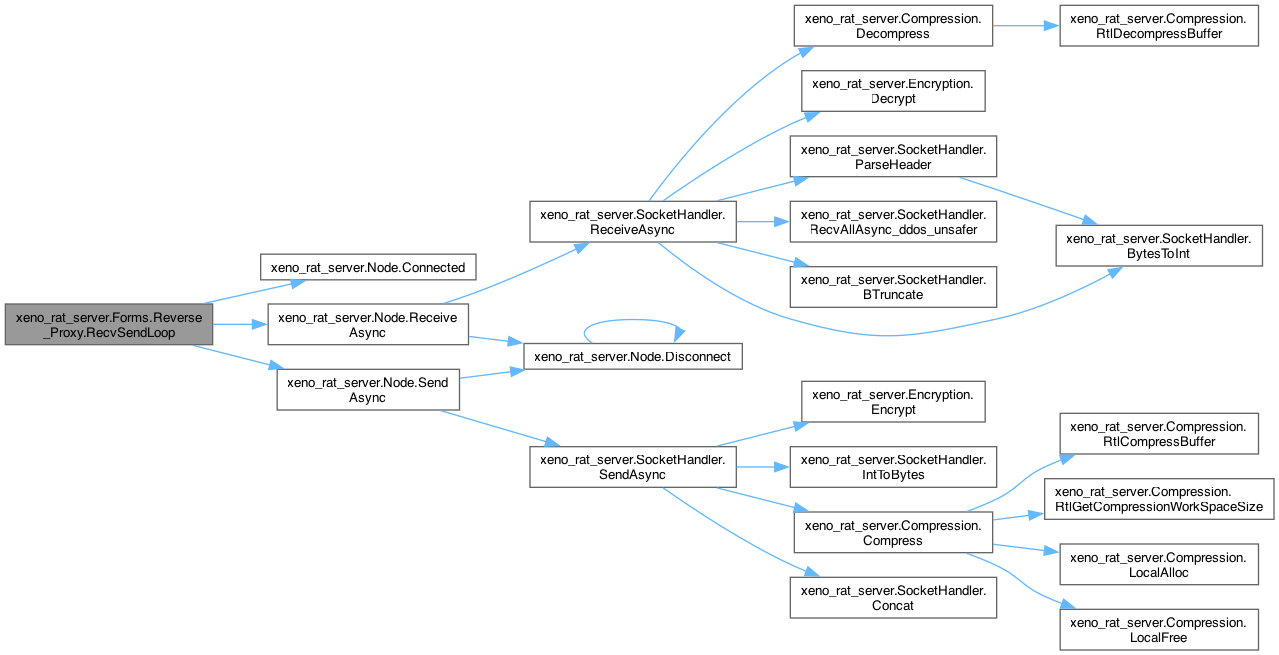 xeno_rat_server.Compression.
Decompress
xeno_rat_server.Compression.
RtlDecompressBuffer
xeno_rat_server.Encryption.
Decrypt
xeno_rat_server.SocketHandler.
ParseHeader
xeno_rat_server.SocketHandler.
ReceiveAsync
xeno_rat_server.SocketHandler.
RecvAllAsync_ddos_unsafer
xeno_rat_server.SocketHandler.
BytesToInt
xeno_rat_server.Node.Connected
xeno_rat_server.SocketHandler.
BTruncate
xeno_rat_server.Forms.Reverse
_Proxy.RecvSendLoop
xeno_rat_server.Node.Receive
Async
xeno_rat_server.Node.Disconnect
xeno_rat_server.Node.Send
Async
xeno_rat_server.Encryption.
Encrypt
xeno_rat_server.Compression.
RtlCompressBuffer
xeno_rat_server.SocketHandler.
SendAsync
xeno_rat_server.SocketHandler.
IntToBytes
xeno_rat_server.Compression.
RtlGetCompressionWorkSpaceSize
xeno_rat_server.Compression.
Compress
xeno_rat_server.Compression.
LocalAlloc
xeno_rat_server.SocketHandler.
Concat
xeno_rat_server.Compression.
LocalFree